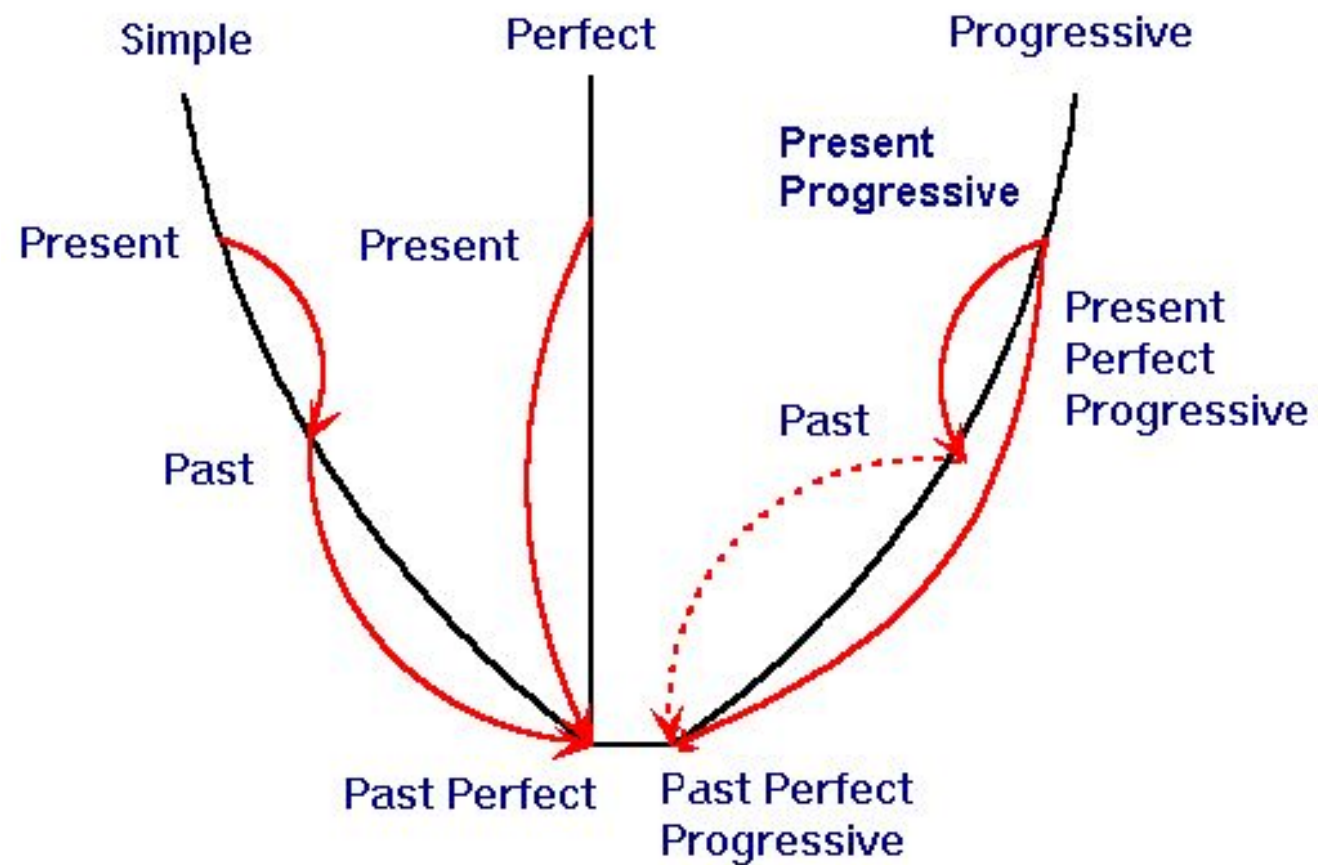 Simple
Perfect
Progressive
Present
Progressive
Present
Present
Present
Perfect
Progressive
Past
Past
Past Perfect
Past Perfect
Progressive